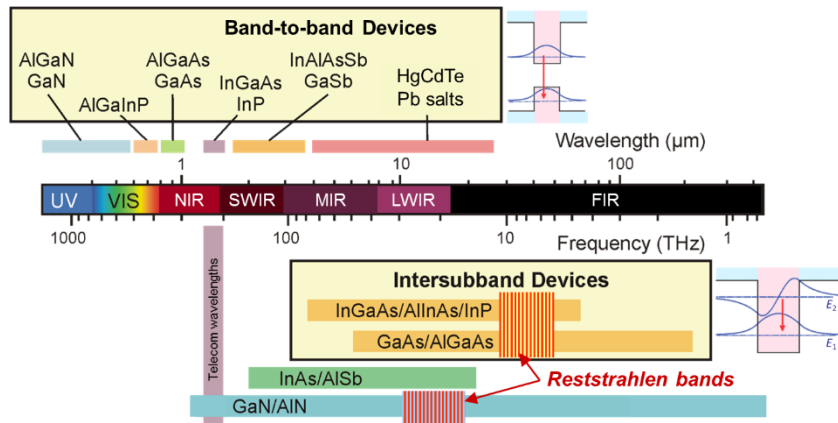 Band-to-band Devices
AlGaN
GaN
AlGaInP
AlGaAs
GaAs
InGaAs
InP
InAlAsSb
GaSb
HgCdTe
Pb salts
Wavelength (μm)
1
10
100
UV
VIS
NIR
SWIR
MIR
LWIR
FIR
1000
100
10
1
Frequency (THz)
Telecom wavelengths
Intersubband Devices
InGaAs/AlInAs/InP
GaAs/AlGaAs
E2
E1
InAs/AlSb
Reststrahlen bands
GaN/AlN